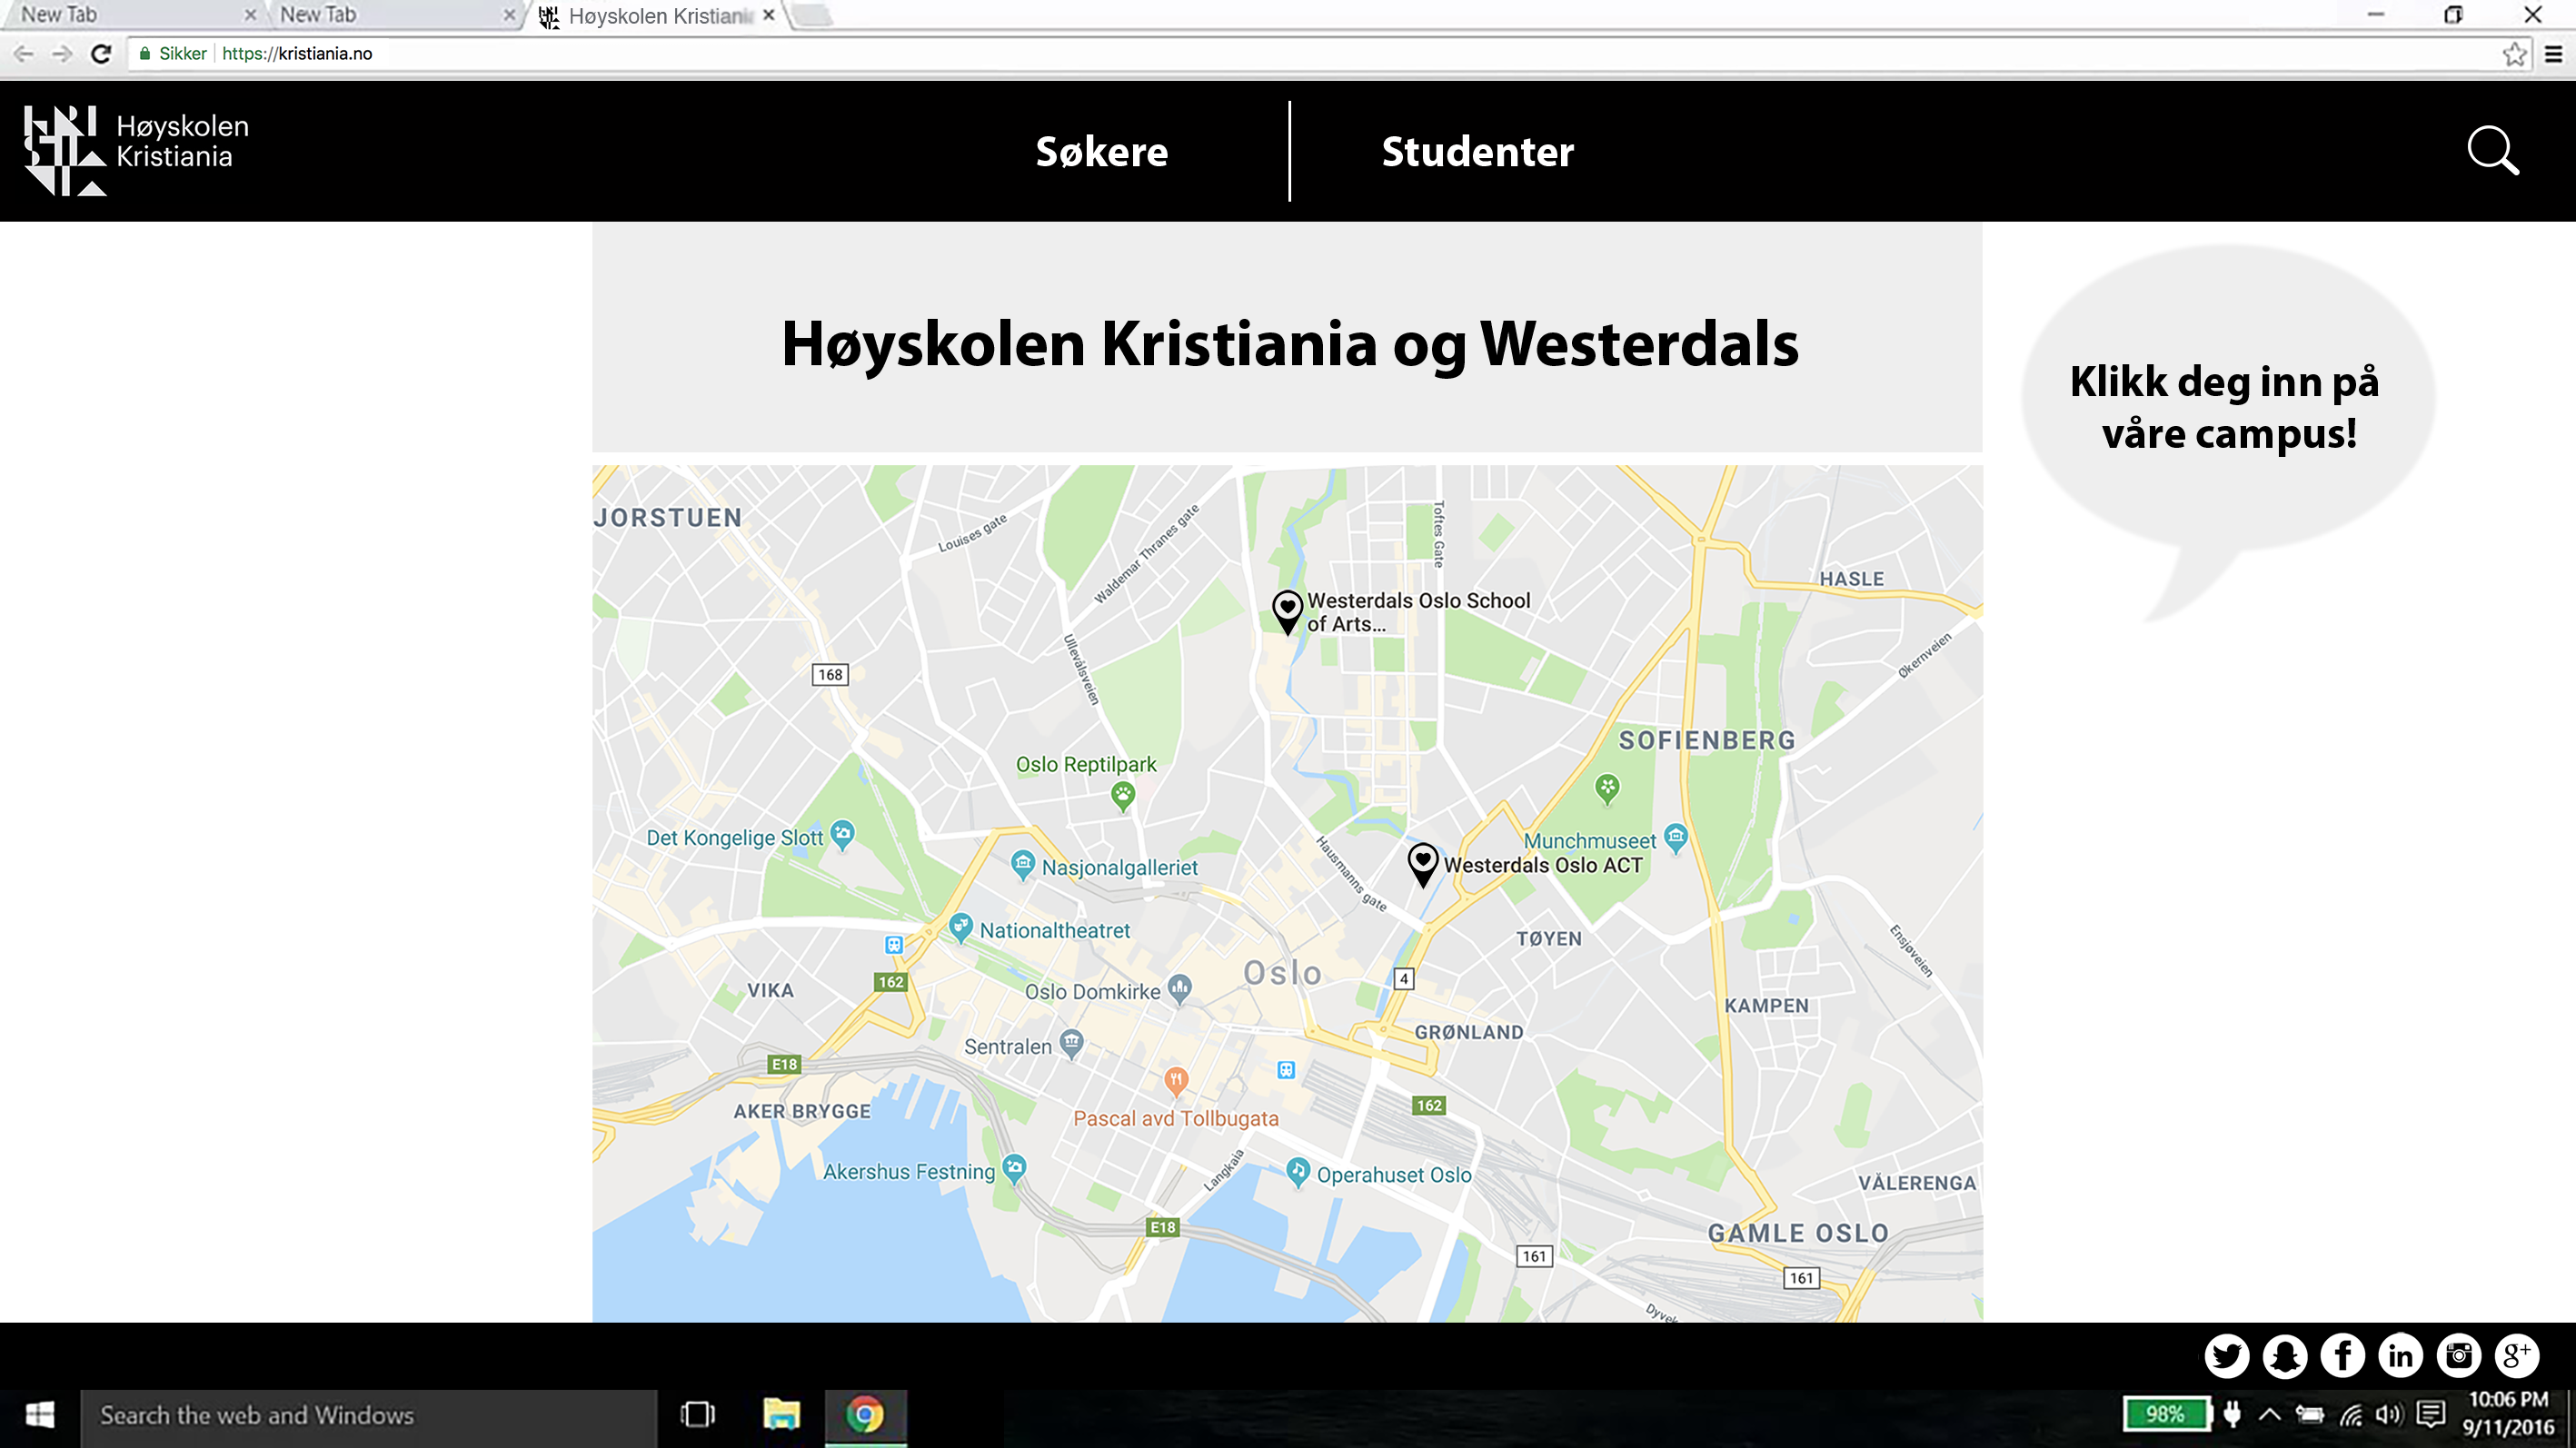 New Tab
New Tab
Høyskolen Kristiania
Sikker
https://kristiania.no
Høyskolen
Kristiania
Søkere
Studenter
Høyskolen Kristiania og Westerdals
Klikk deg inn på
våre campus!
JORSTUEN
Louises gate
Waldemar Thranes gate
Toftes Gate
HASLE
Westerdals Oslo School
of Arts...
Ullevålsveien
Økernveien
168
SOFIENBERG
Oslo Reptilpark
Det Kongelige Slott
Munchmuseet
Hausmanns gate
Nasjonalgalleriet
Westerdals Oslo ACT
Nationaltheatret
TØYEN
Ensjøveien
Oslo
162
4
VIKA
Oslo Domkirke
KAMPEN
GRØNLAND
Sentralen
E18
AKER BRYGGE
162
Pascal avd Tollbugata
Langkaia
Akershus Festning
Operahuset Oslo
VÅLERENGA
E18
GAMLE OSLO
161
161
Dyvek
g+
Search the web and Windows
98%
10:06 PM
9/11/2016